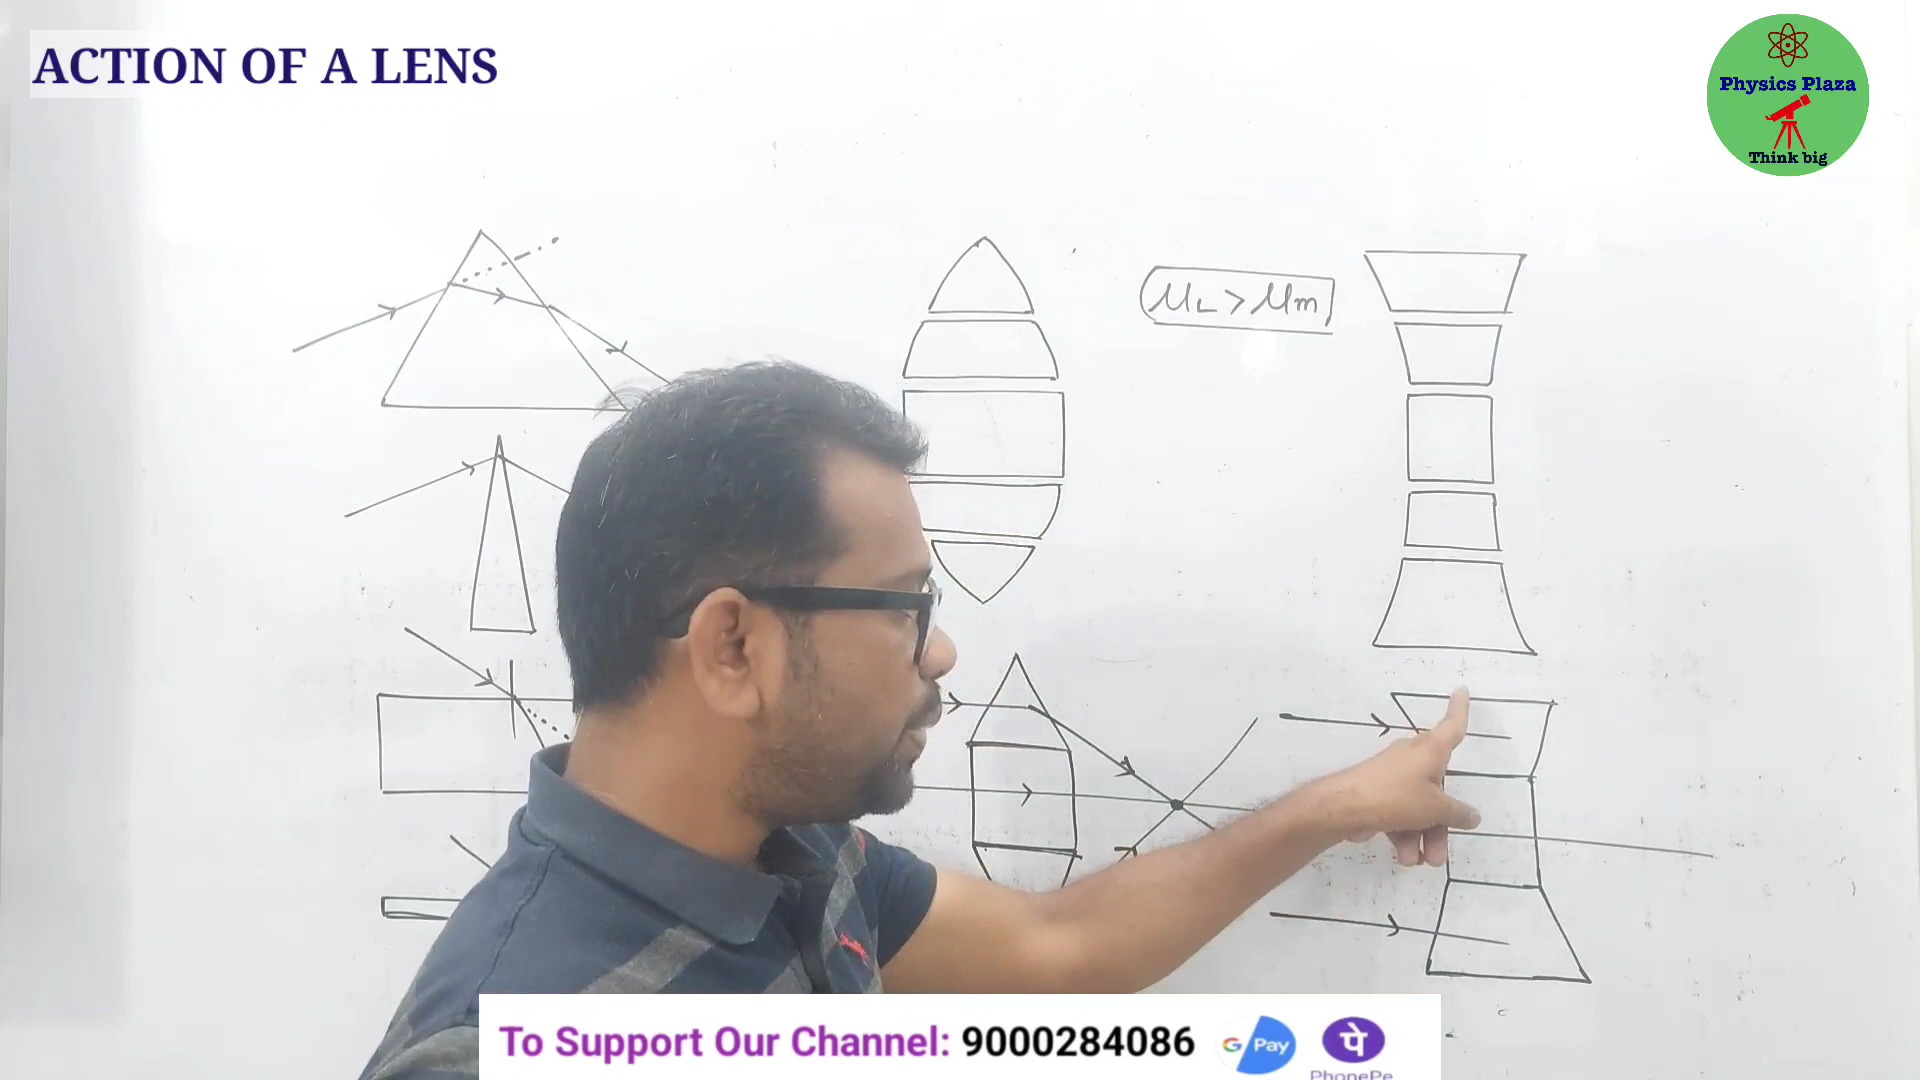 ACTION OF A LENS
Physics Plaza
Think big
μL > μm
To Support Our Channel: 9000284086 G Pay पे PhonePe